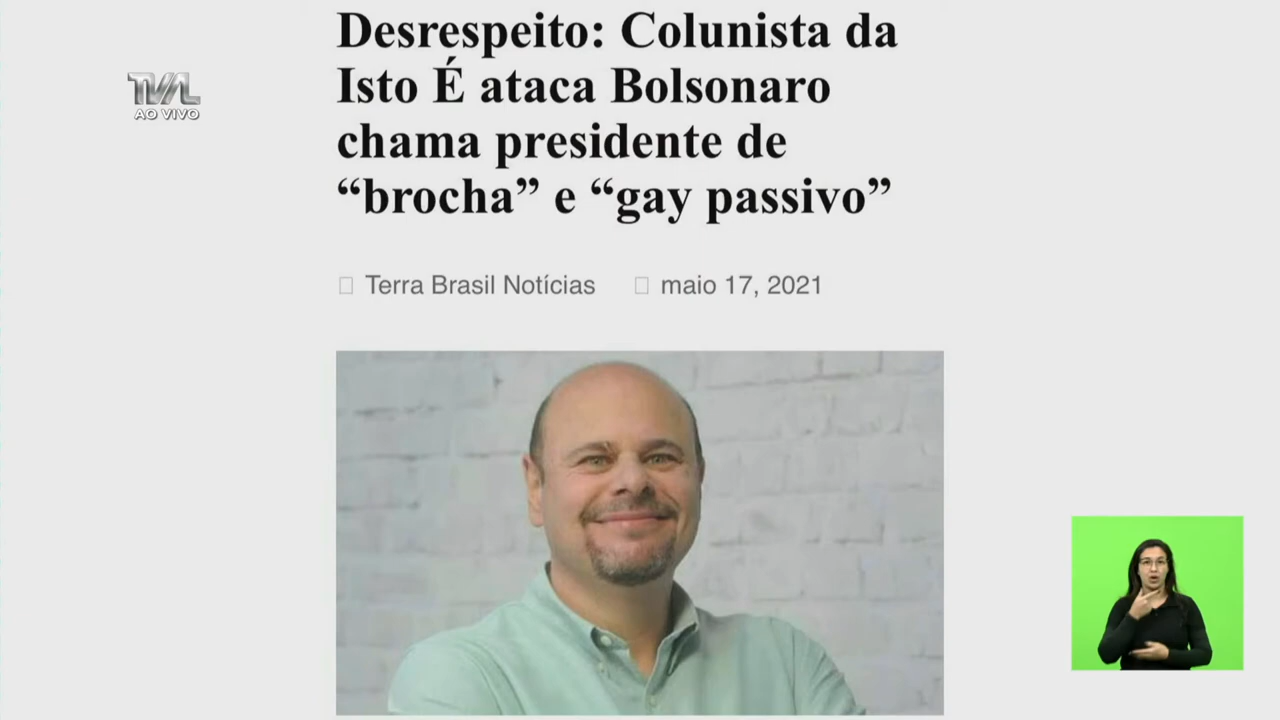 Desrespeito: Colunista da
Isto É ataca Bolsonaro
chama presidente de
“brocha” e “gay passivo”
Terra Brasil Notícias maio 17, 2021
TVAL
AO VIVO